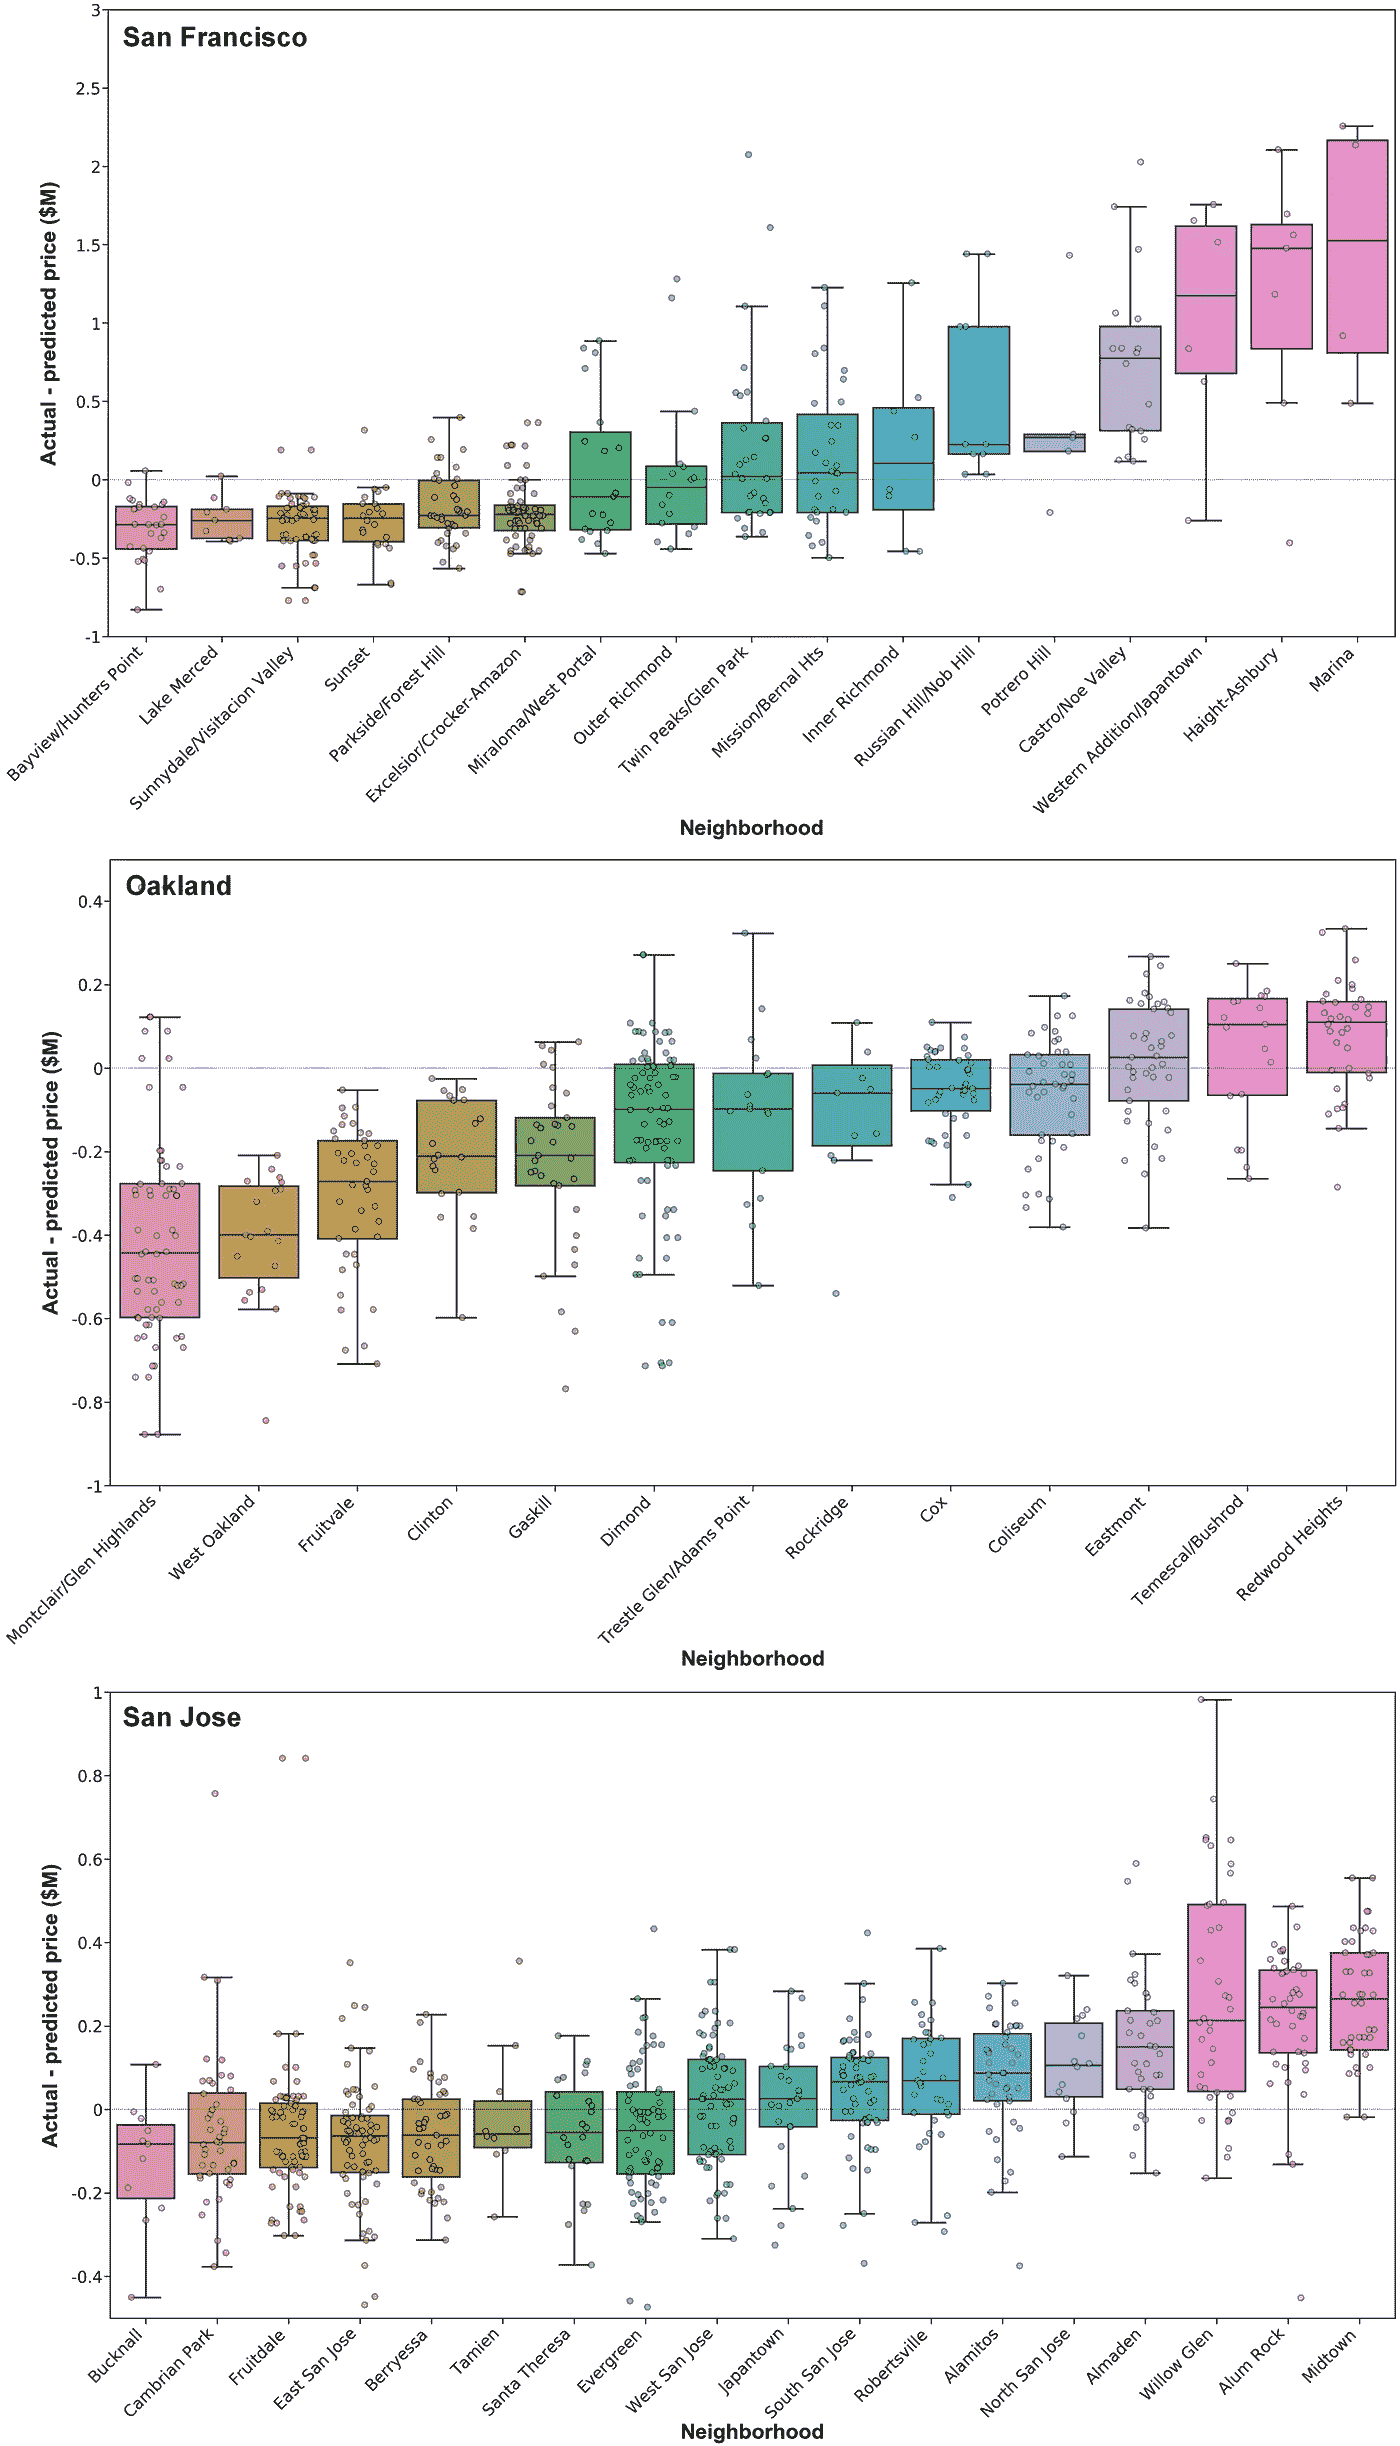 San Francisco
3
2.5
2
1.5
1
0.5
0
-0.5
-1
Actual - predicted price ($M)
Bayview/Hunters Point
Lake Merced
Sunnydale/Visitacion Valley
Sunset
Parkside/Forest Hill
Excelsior/Crocker-Amazon
Miraloma/West Portal
Outer Richmond
Twin Peaks/Glen Park
Mission/Bernal Hts
Inner Richmond
Russian Hill/Nob Hill
Potrero Hill
Castro/Noe Valley
Western Addition/Japantown
Haight-Ashbury
Marina
Neighborhood
Oakland
0.4
0.2
0
-0.2
-0.4
-0.6
-0.8
-1
Actual - predicted price ($M)
Montclair/Glen Highlands
West Oakland
Fruitvale
Clinton
Gaskill
Dimond
Trestle Glen/Adams Point
Rockridge
Cox
Coliseum
Eastmont
Temescal/Bushrod
Redwood Heights
Neighborhood
San Jose
1
0.8
0.6
0.4
0.2
0
-0.2
-0.4
Actual - predicted price ($M)
Bucknall
Cambrian Park
Fruitdale
East San Jose
Berryessa
Tamien
Santa Theresa
Evergreen
West San Jose
Japantown
South San Jose
Robertsville
Alamitos
North San Jose
Almaden
Willow Glen
Alum Rock
Midtown
Neighborhood